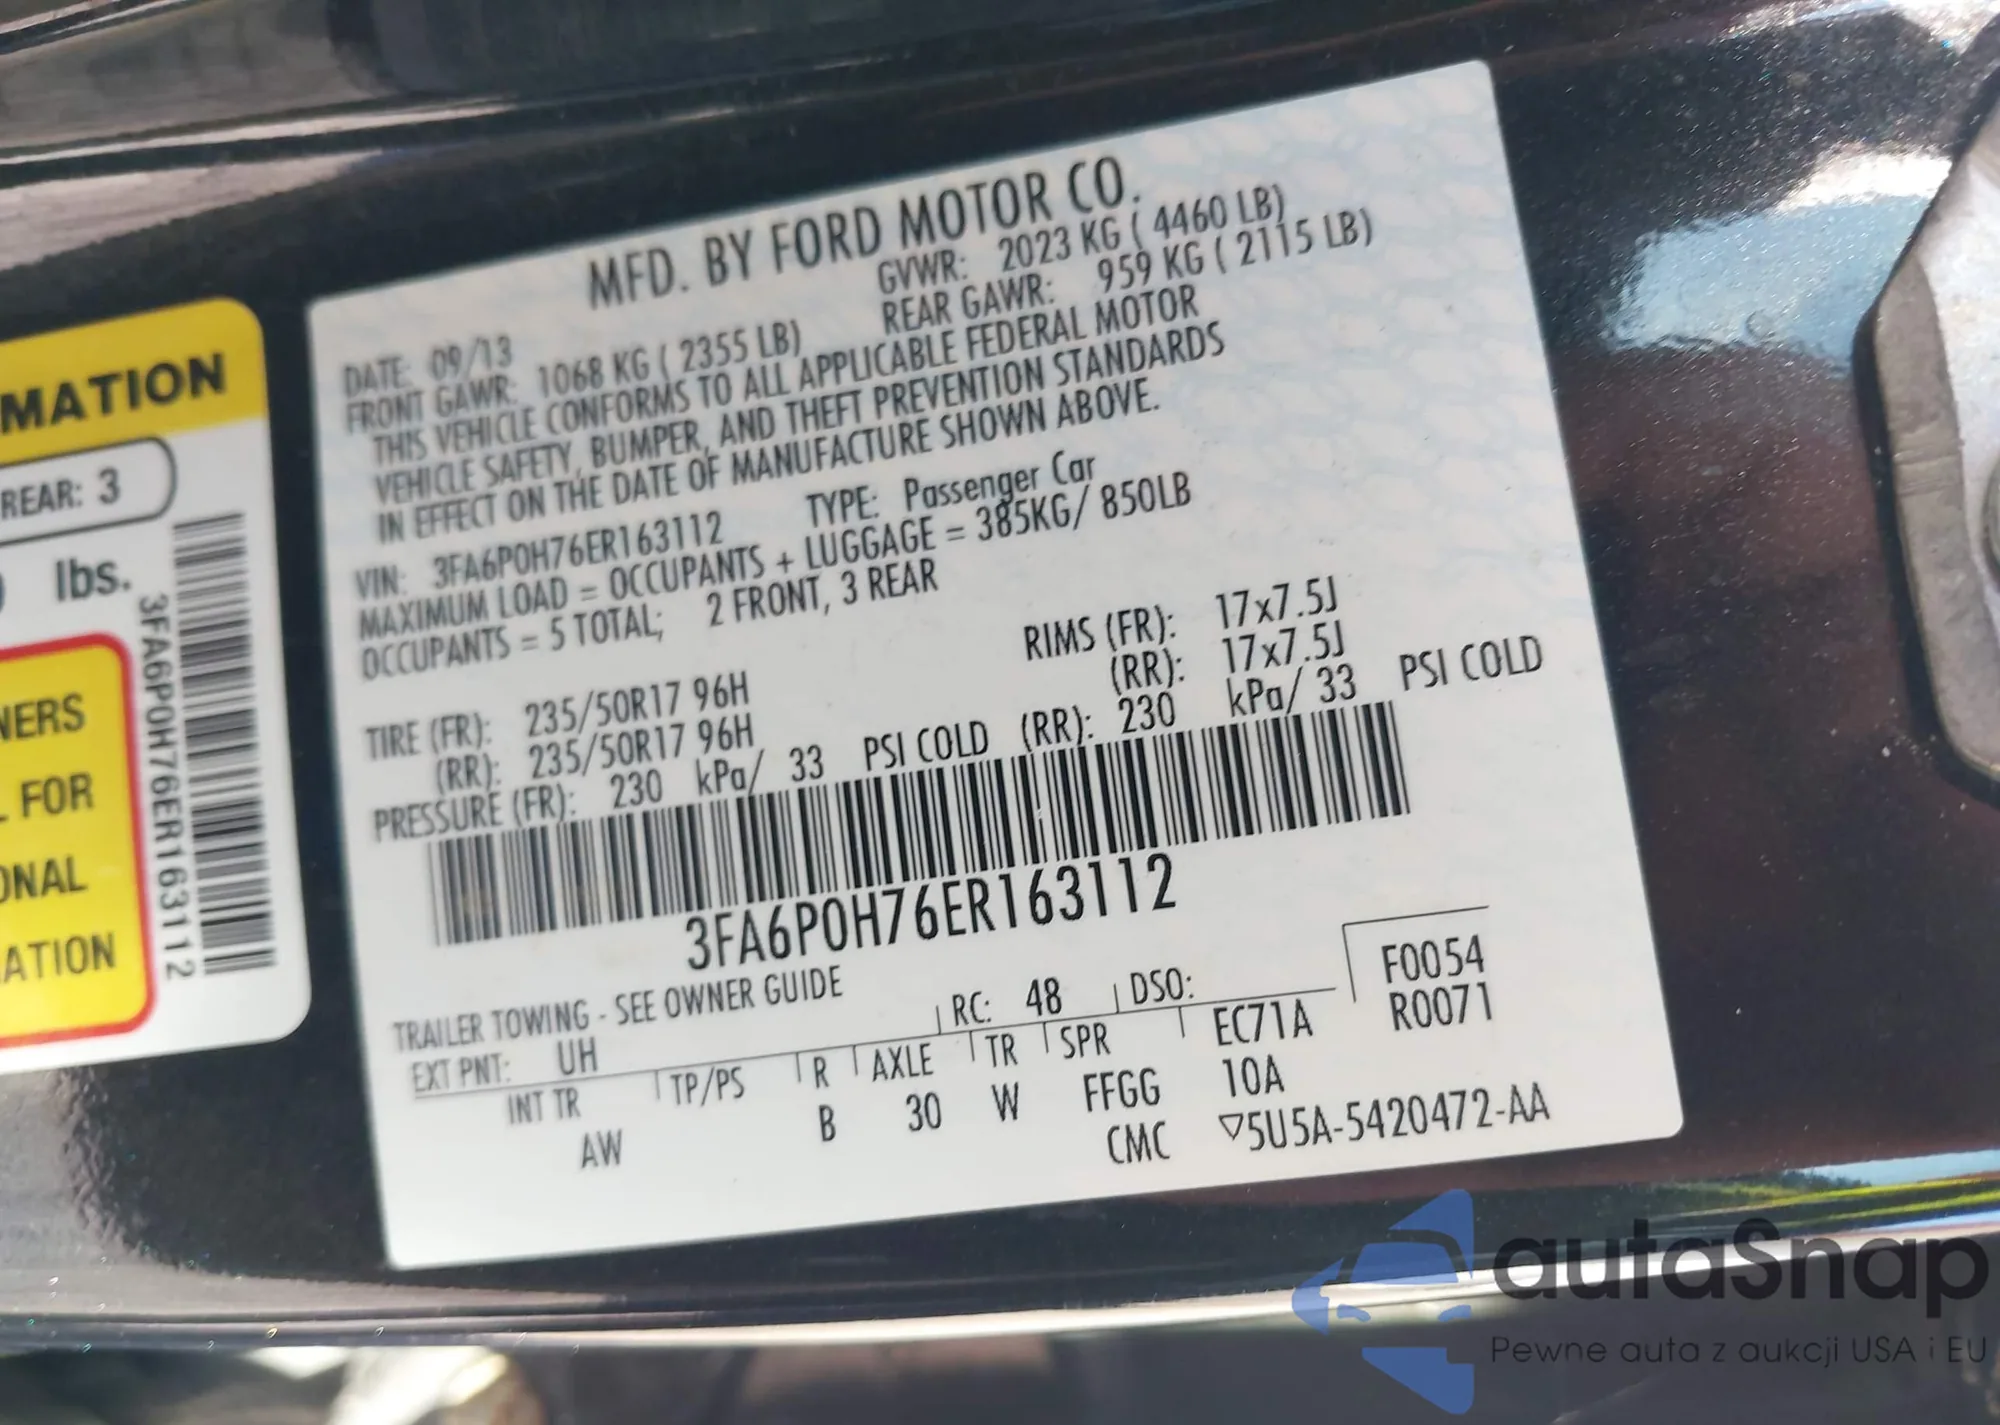 MATION
REAR: 3
lbs.
3FA6P0H76ER163112
NERS
FOR
ONAL
ATION
MFD. BY FORD MOTOR CO.
DATE: 09/13 GVWR: 2023 KG ( 4460 LB)
FRONT GAWR: 1068 KG ( 2355 LB) REAR GAWR: 959 KG ( 2115 LB)
THIS VEHICLE CONFORMS TO ALL APPLICABLE FEDERAL MOTOR
VEHICLE SAFETY, BUMPER, AND THEFT PREVENTION STANDARDS
IN EFFECT ON THE DATE OF MANUFACTURE SHOWN ABOVE.
VIN: 3FA6P0H76ER163112 TYPE: Passenger Car
MAXIMUM LOAD = OCCUPANTS + LUGGAGE = 385KG/ 850LB
OCCUPANTS = 5 TOTAL; 2 FRONT, 3 REAR
TIRE (FR): 235/50R17 96H RIMS (FR): 17x7.5J
(RR): 235/50R17 96H (RR): 17x7.5J
PRESSURE (FR): 230 kPa/ 33 PSI COLD (RR): 230 kPa/ 33 PSI COLD
3FA6P0H76ER163112
TRAILER TOWING - SEE OWNER GUIDE
F0054
R0071
EXT PNT: UH RC: 48 DSO:
INT TR TP/PS R AXLE TR SPR EC71A
AW B 30 W FFGG 10A
CMC ▽5U5A-5420472-AA
autaSnap
Pewne auta z aukcji USA i EU